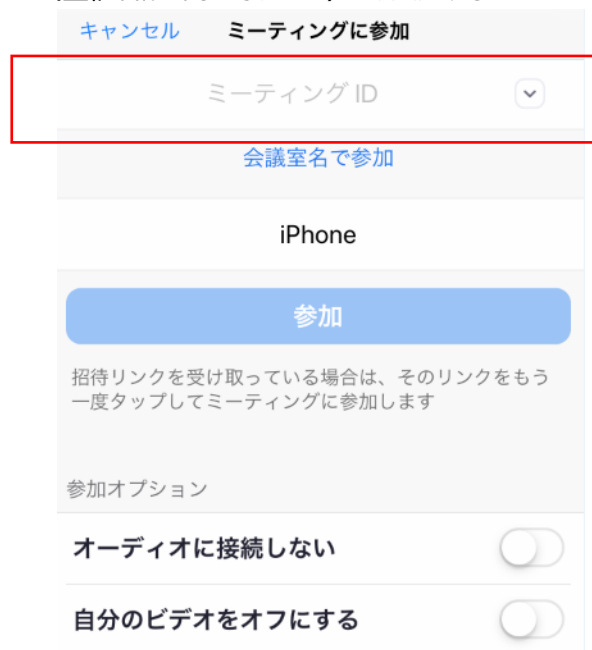 キャンセル ミーティングに参加
ミーティング ID
会議室名で参加
iPhone
参加
招待リンクを受け取っている場合は、そのリンクをもう
一度タップしてミーティングに参加します
参加オプション
オーディオに接続しない
自分のビデオをオフにする